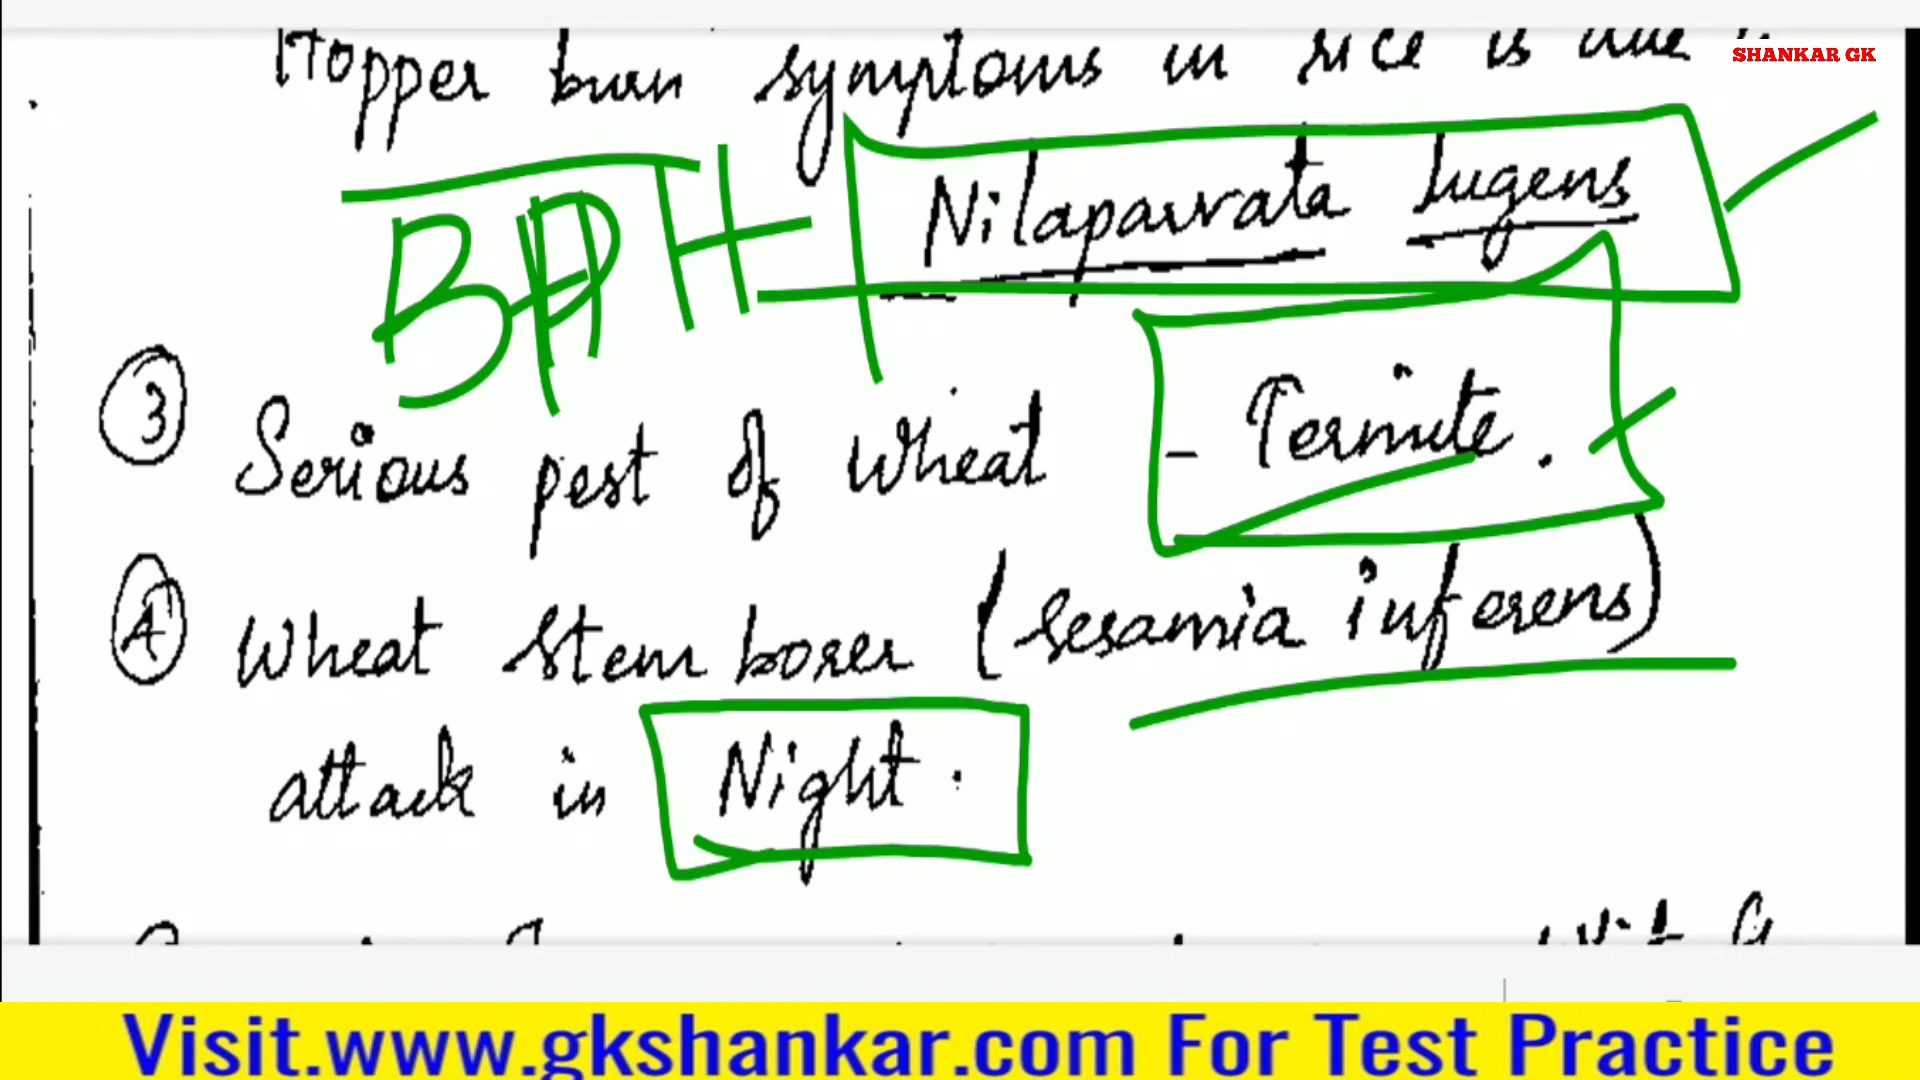 Hopper burn symptoms in rice is due
SHANKAR GK
BPH
Nilaparvata lugens
③ Serious pest of wheat - Termite.
④ Wheat stem borer (Sesamia inferens)
attack in Night.
Visit.www.gkshankar.com For Test Practice